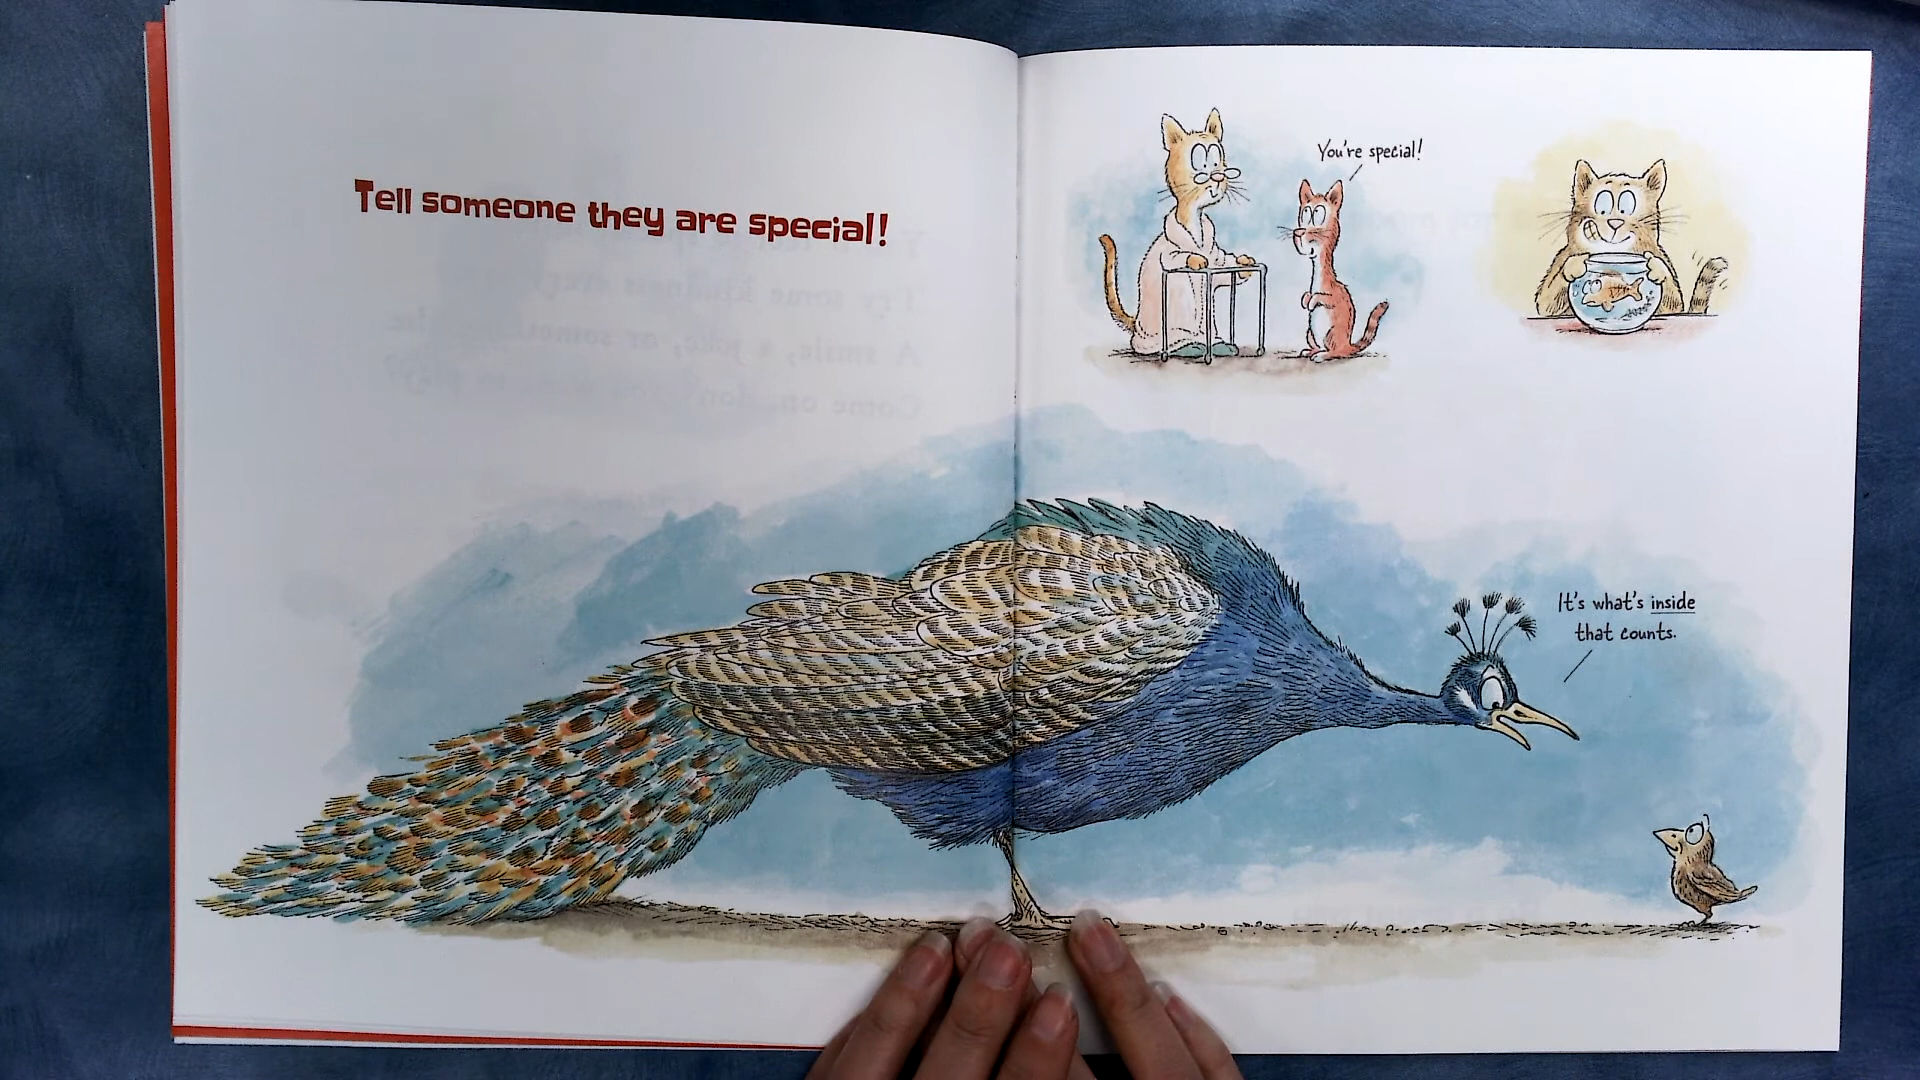 Tell someone they are special!
You're special!
It's what's inside
that counts.